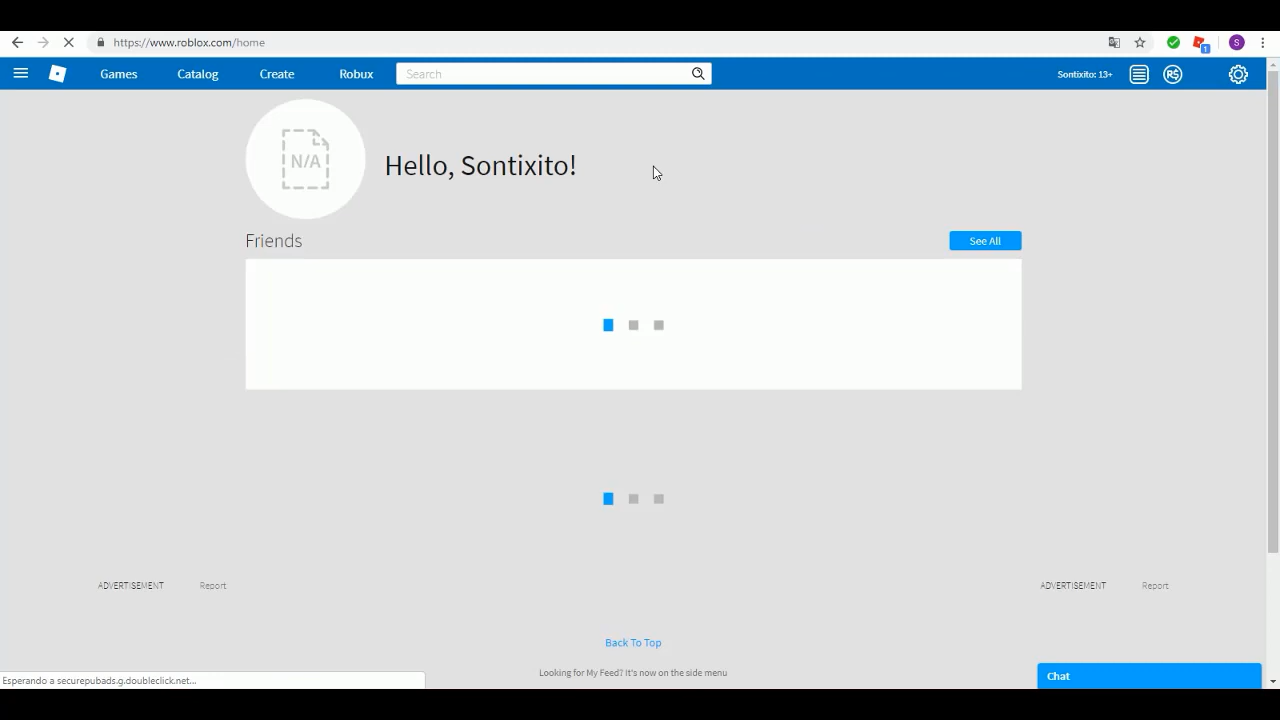 https://www.roblox.com/home
S
1
Games Catalog Create Robux Search Sontixito: 13+ R$
N/A
Hello, Sontixito!
Friends See All
ADVERTISEMENT Report ADVERTISEMENT Report
Back To Top
Looking for My Feed? It's now on the side menu
Chat
Esperando a securepubads.g.doubleclick.net...